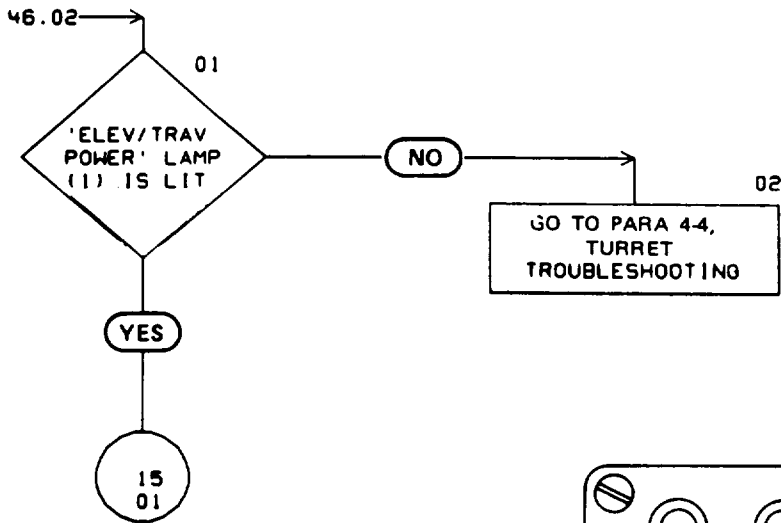 46.02
01
'ELEV/TRAV
POWER' LAMP
(1) IS LIT
NO
02
GO TO PARA 4-4,
TURRET
TROUBLESHOOTING
YES
15
01